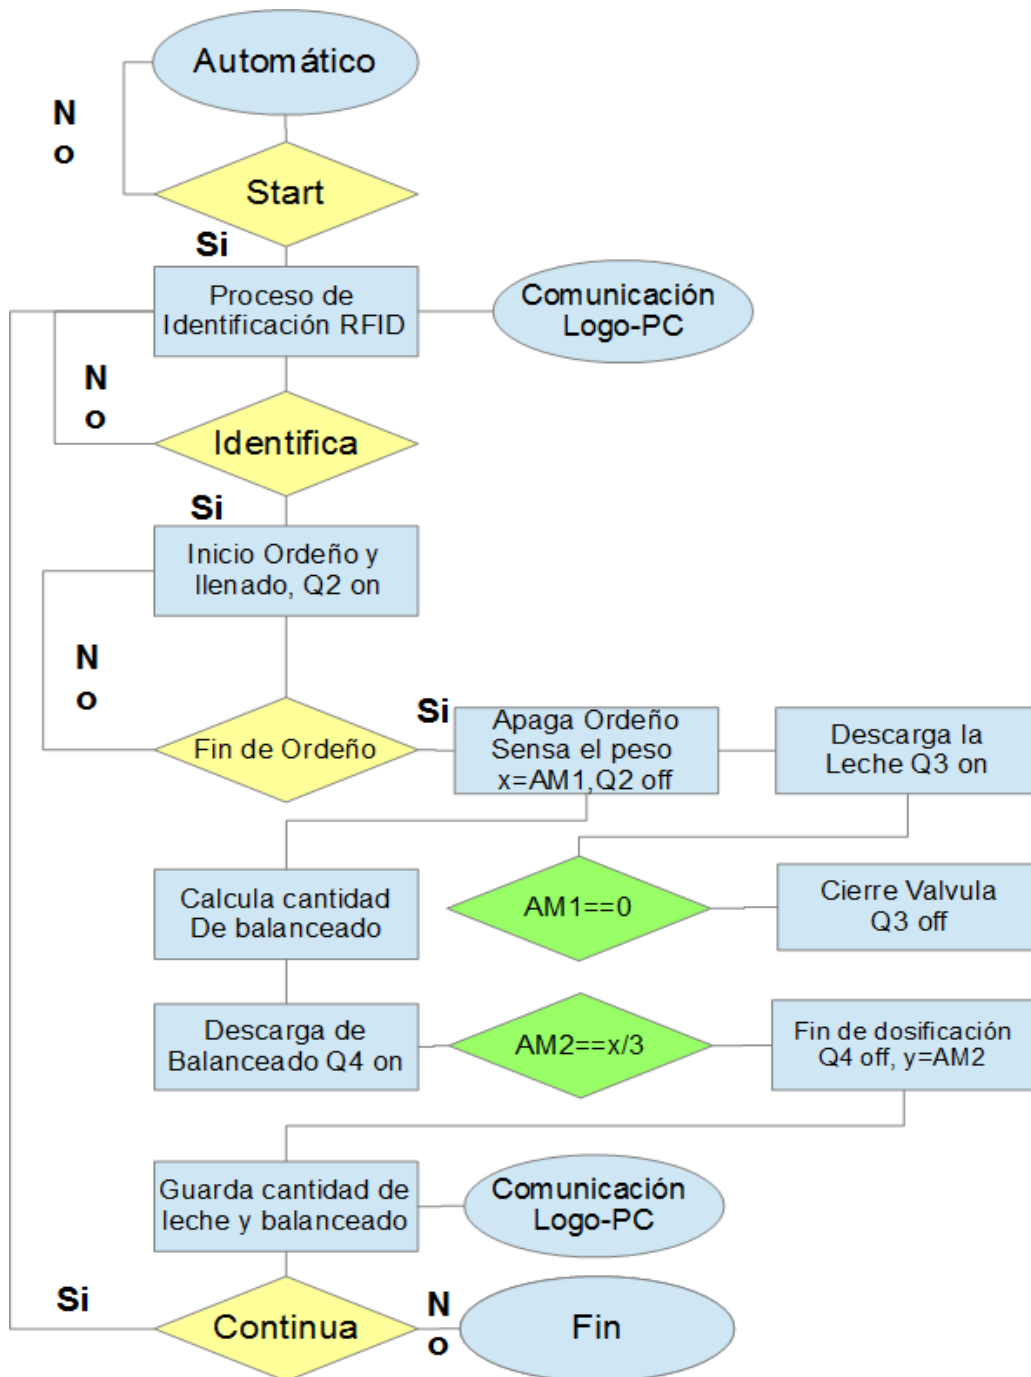 Automático
N
o
Start
Si
Proceso de
Identificación RFID
Comunicación
Logo-PC
N
o
Identifica
Si
Inicio Ordeño y
llenado, Q2 on
N
o
Fin de Ordeño
Si
Apaga Ordeño
Sensa el peso
x=AM1,Q2 off
Descarga la
Leche Q3 on
Calcula cantidad
De balanceado
AM1==0
Cierre Valvula
Q3 off
Descarga de
Balanceado Q4 on
AM2==x/3
Fin de dosificación
Q4 off, y=AM2
Guarda cantidad de
leche y balanceado
Comunicación
Logo-PC
Si
Continua
N
o
Fin